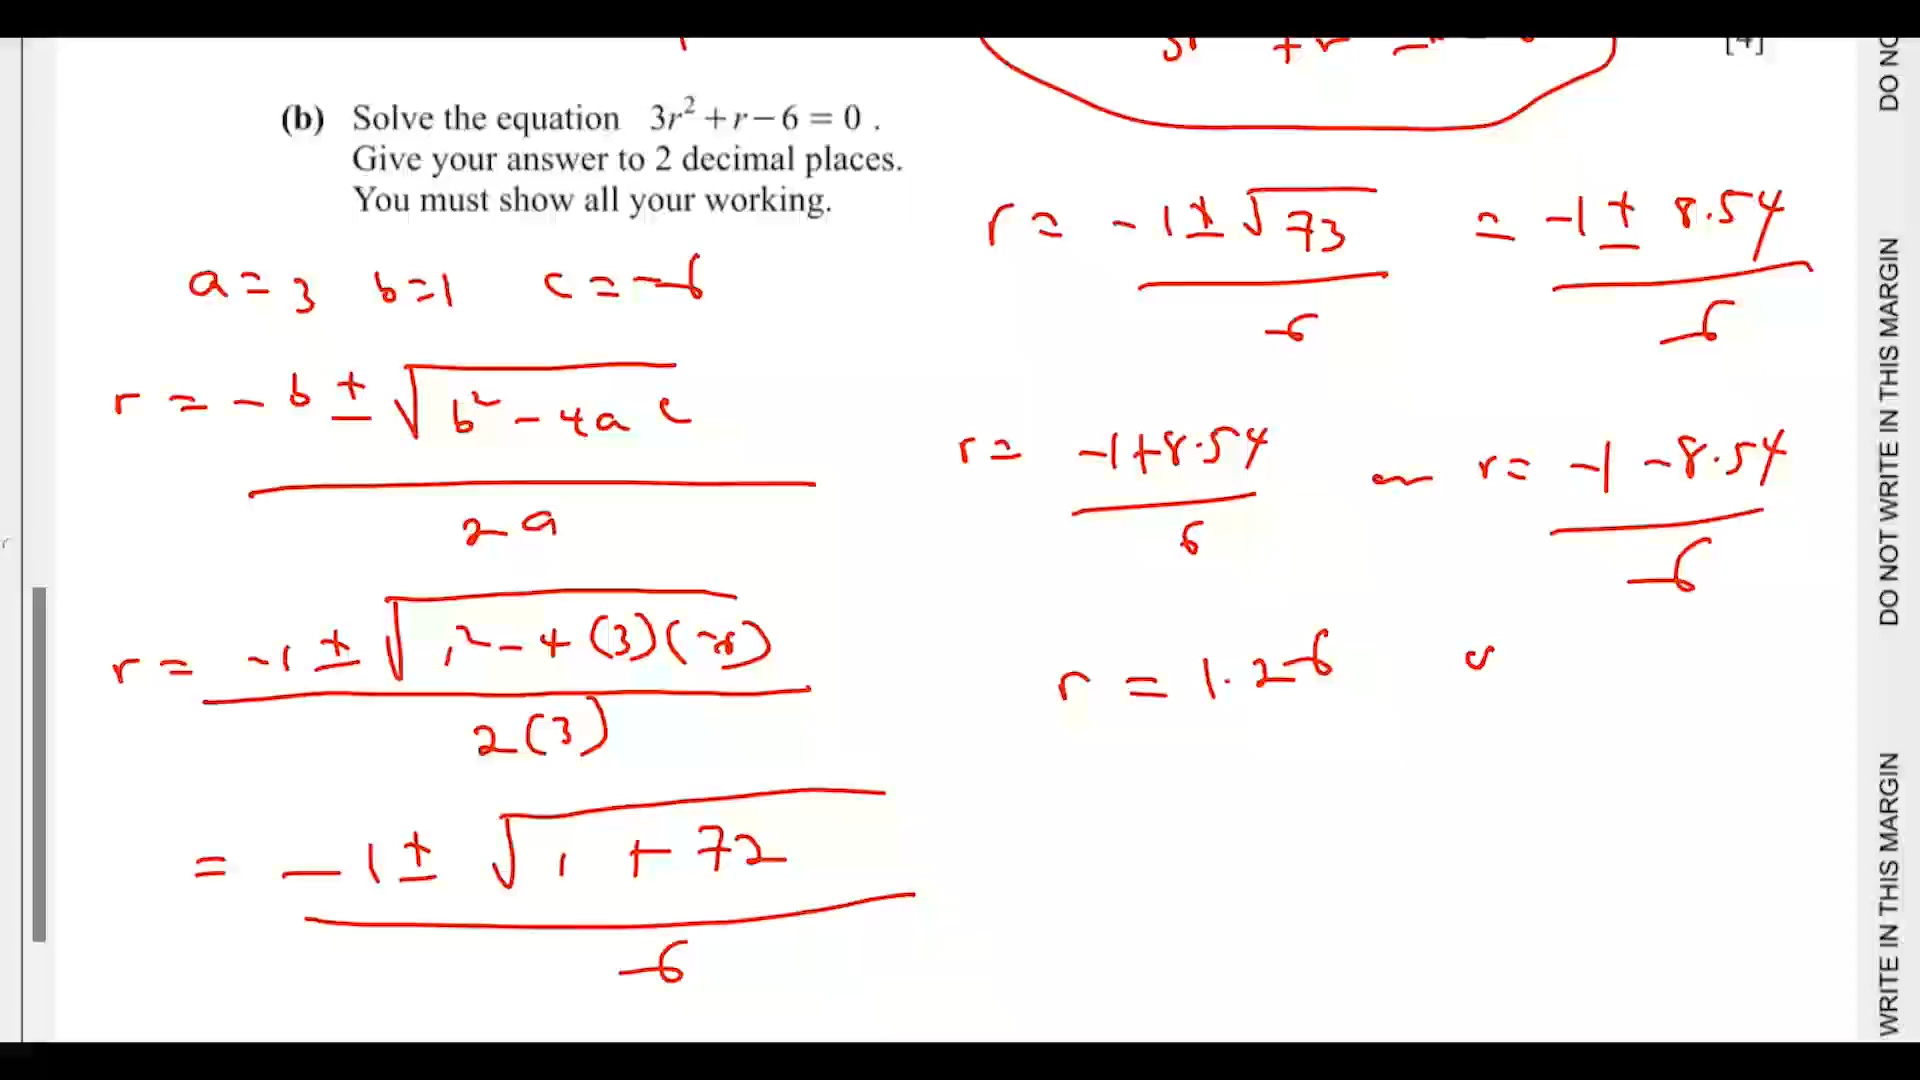 [4]
(b) Solve the equation 3r² + r − 6 = 0 .
Give your answer to 2 decimal places.
You must show all your working.
a = 3 b = 1 c = −6
r = −b ± √(b² − 4ac)
2a
r = −1 ± √(1² − 4(3)(−6))
2(3)
= −1 ± √(1 + 72)
6
r = −1 ± √73 = −1 ± 8.54
6 6
r = −1 + 8.54 or r = −1 − 8.54
6 6
r = 1.26 or
DO NO
DO NOT WRITE IN THIS MARGIN
WRITE IN THIS MARGIN